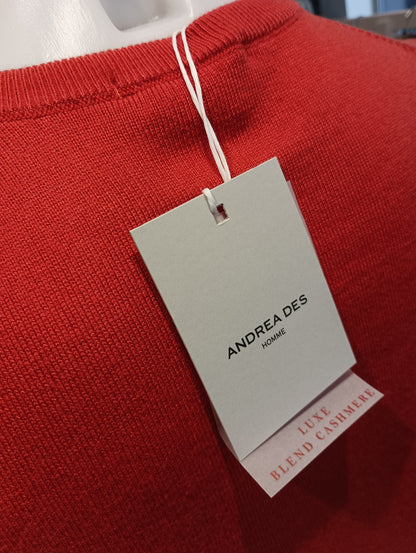 ANDREA DES
HOMME
LUXE
BLEND CASHMERE